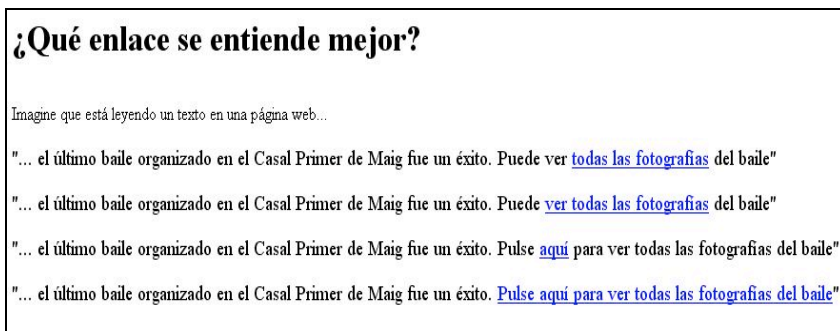 ¿Qué enlace se entiende mejor?
Imagine que está leyendo un texto en una página web...
"... el último baile organizado en el Casal Primer de Maig fue un éxito. Puede ver todas las fotografías del baile"
"... el último baile organizado en el Casal Primer de Maig fue un éxito. Puede ver todas las fotografías del baile"
"... el último baile organizado en el Casal Primer de Maig fue un éxito. Pulse aquí para ver todas las fotografías del baile"
"... el último baile organizado en el Casal Primer de Maig fue un éxito. Pulse aquí para ver todas las fotografías del baile"